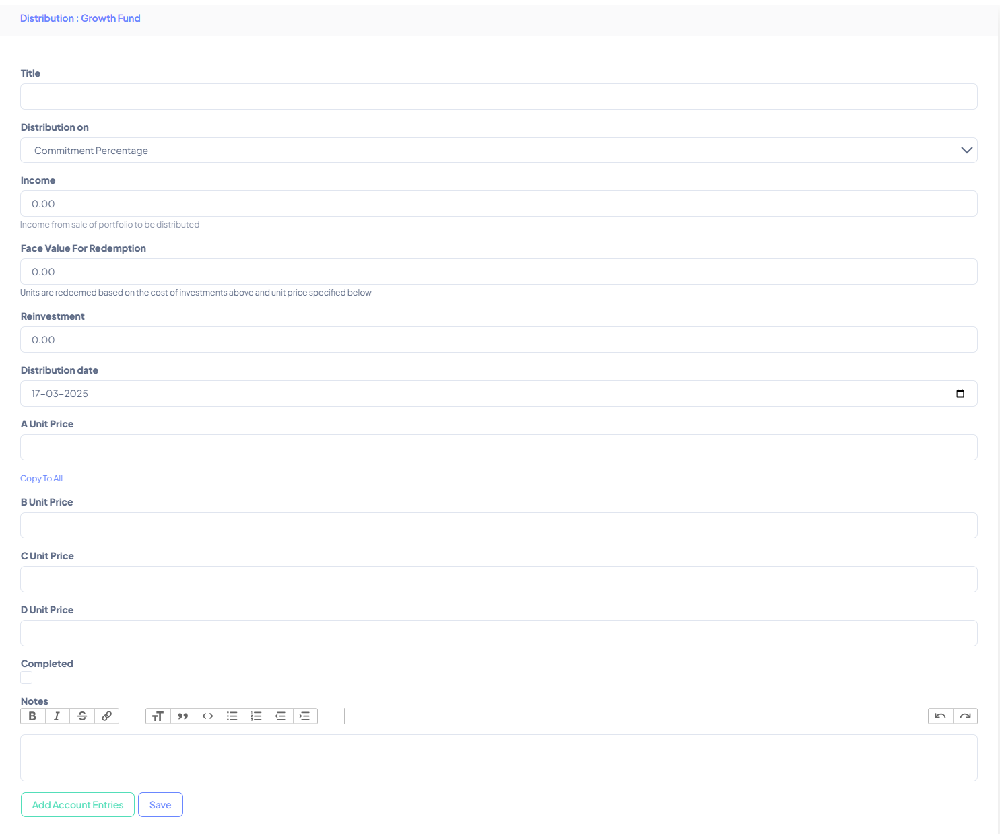 Distribution : Growth Fund
Title
Distribution on
Commitment Percentage
Income
0.00
Income from sale of portfolio to be distributed
Face Value For Redemption
0.00
Units are redeemed based on the cost of investments above and unit price specified below
Reinvestment
0.00
Distribution date
17-03-2025
A Unit Price
Copy To All
B Unit Price
C Unit Price
D Unit Price
Completed
Notes
Add Account Entries
Save